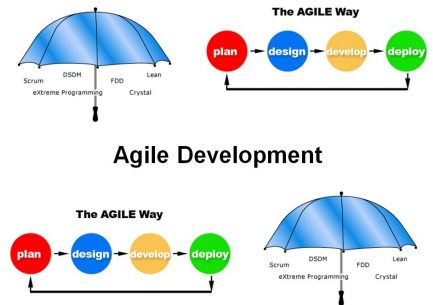 The AGILE Way
plan design develop deploy
DSDM Lean
Scrum FDD
eXtreme Programming Crystal
Agile Development
The AGILE Way
plan design develop deploy
DSDM Lean
Scrum FDD
eXtreme Programming Crystal